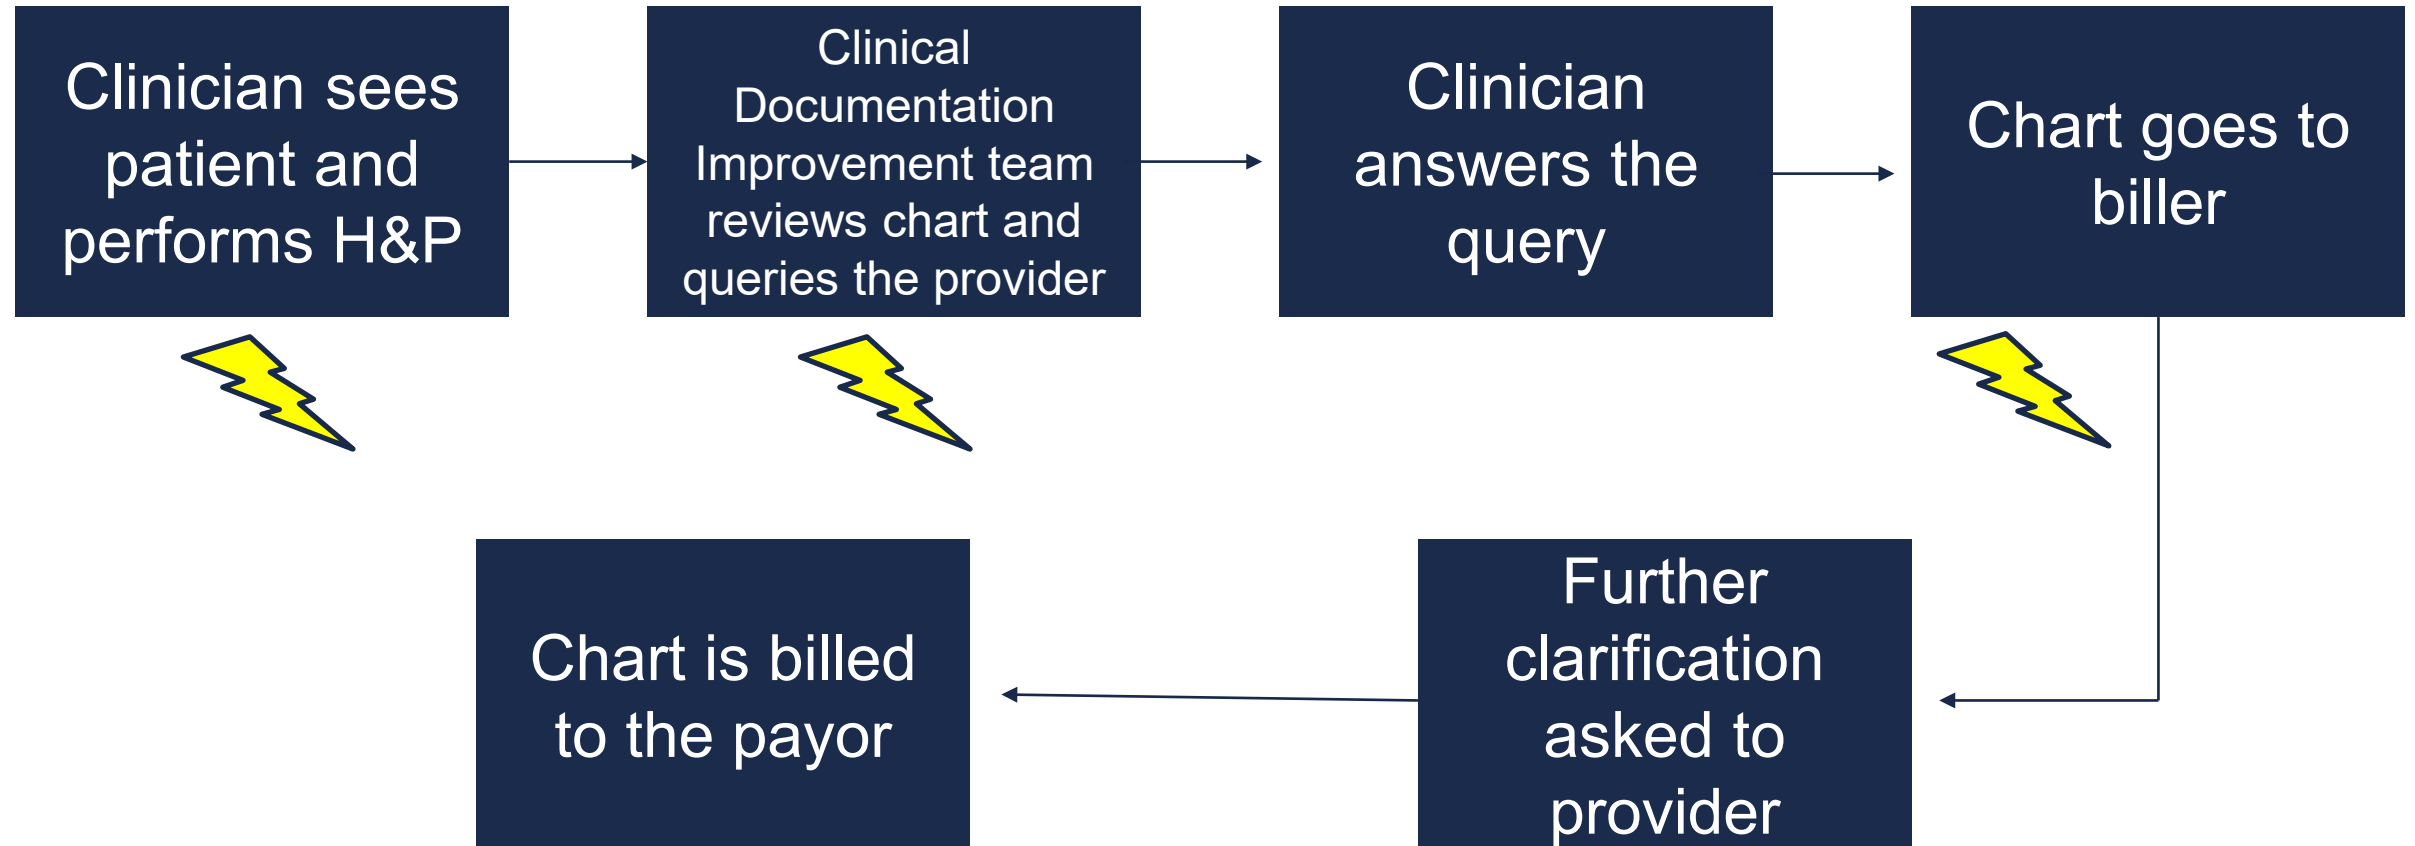 Clinician sees
patient and
performs H&P
Clinical
Documentation
Improvement team
reviews chart and
queries the provider
Clinician
answers the
query
Chart goes to
biller
Further
clarification
asked to
provider
Chart is billed
to the payor